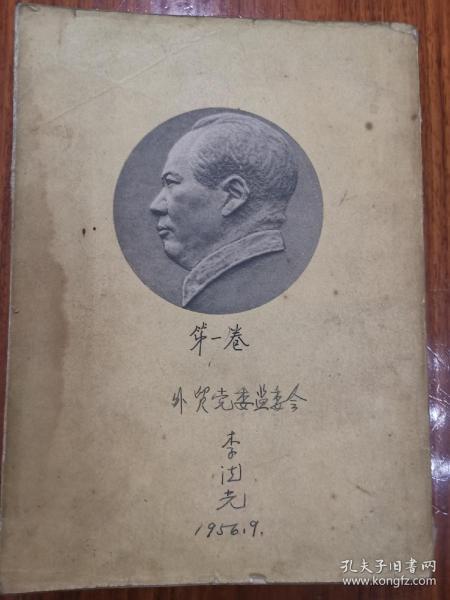 第一卷
外贸党委监委会
李
法
光
1956.9.
孔夫子旧书网
www.kongfz.com